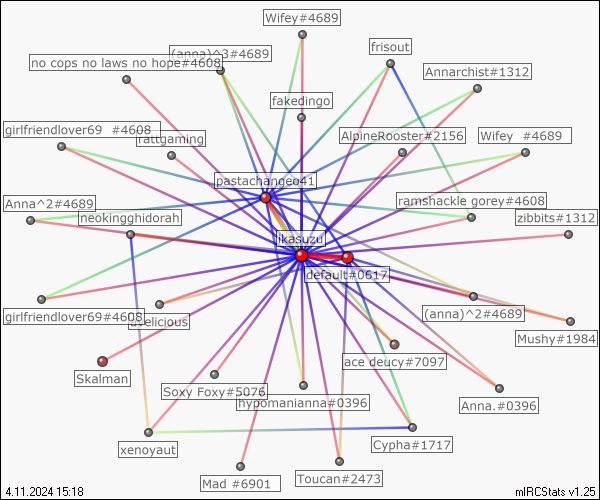 Wifey#4689
frisout
(anna)^3#4689
no cops no laws no hope#4608
Annarchist#1312
fakedingo
girlfriendlover69 #4608
rattgaming
AlpineRooster#2156
Wifey #4689
pastachangeo41
Anna^2#4689
ramshackle gorey#4608
neokingghidorah
zibbits#1312
ikasuzu
default#0617
girlfriendlover69#4608
avelicious
(anna)^2#4689
Mushy#1984
ace deucy#7097
Skalman
Soxy Foxy#5076
hypomanianna#0396
Anna.#0396
xenoyaut
Cypha#1717
Mad #6901
Toucan#2473
4.11.2024 15:18
mIRCStats v1.25